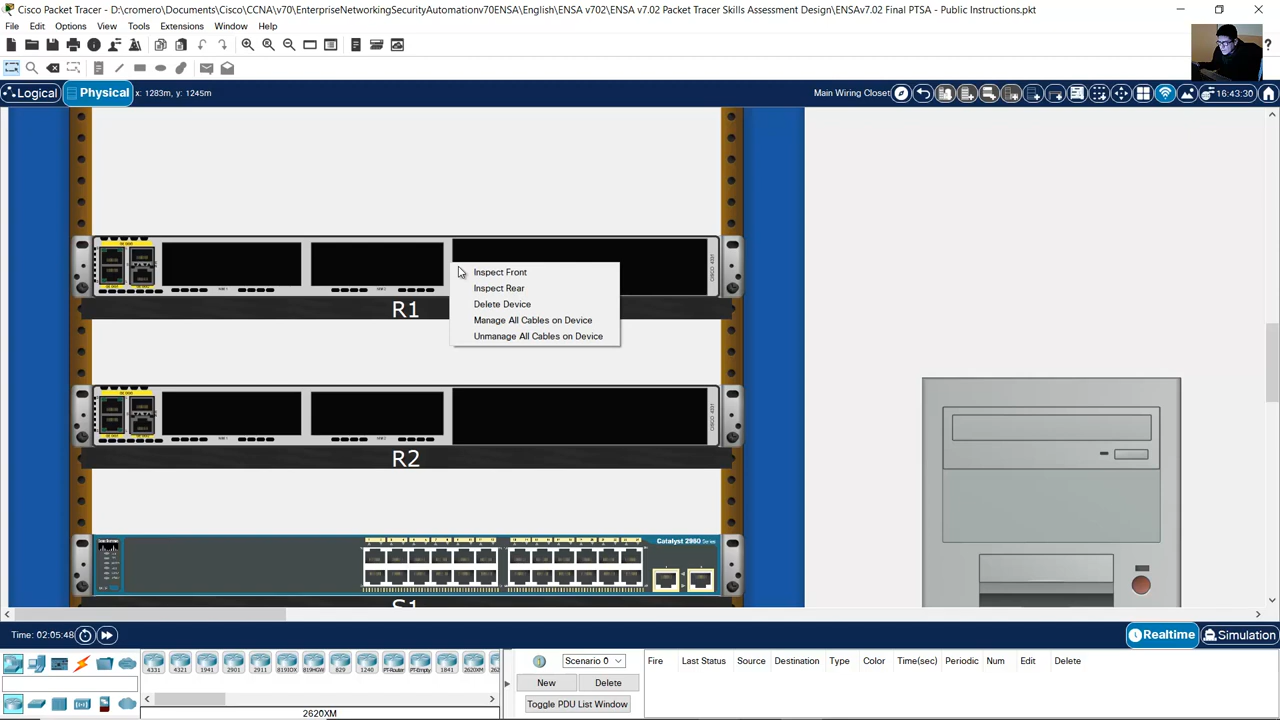 Cisco Packet Tracer - D:\cromero\Documents\Cisco\CCNA\v70\EnterpriseNetworkingSecurityAutomationv70ENSA\English\ENSA v702\ENSA v7.02 Packet Tracer Skills Assessment Design\ENSAv7.02 Final PTSA - Public Instructions.pkt
File Edit Options View Tools Extensions Window Help
Logical Physical x: 1283m, y: 1245m Main Wiring Closet 16:43:30
Inspect Front
Inspect Rear
Delete Device
Manage All Cables on Device
Unmanage All Cables on Device
R1
R2
Catalyst 2960 Series
S1
Time: 02:05:48 Realtime Simulation
4331 4321 1941 2901 2911 819IOX 819HGW 829 1240 PT-Router PT-Empty 1841 2620XM 262
2620XM
Scenario 0
New Delete
Toggle PDU List Window
Fire Last Status Source Destination Type Color Time(sec) Periodic Num Edit Delete